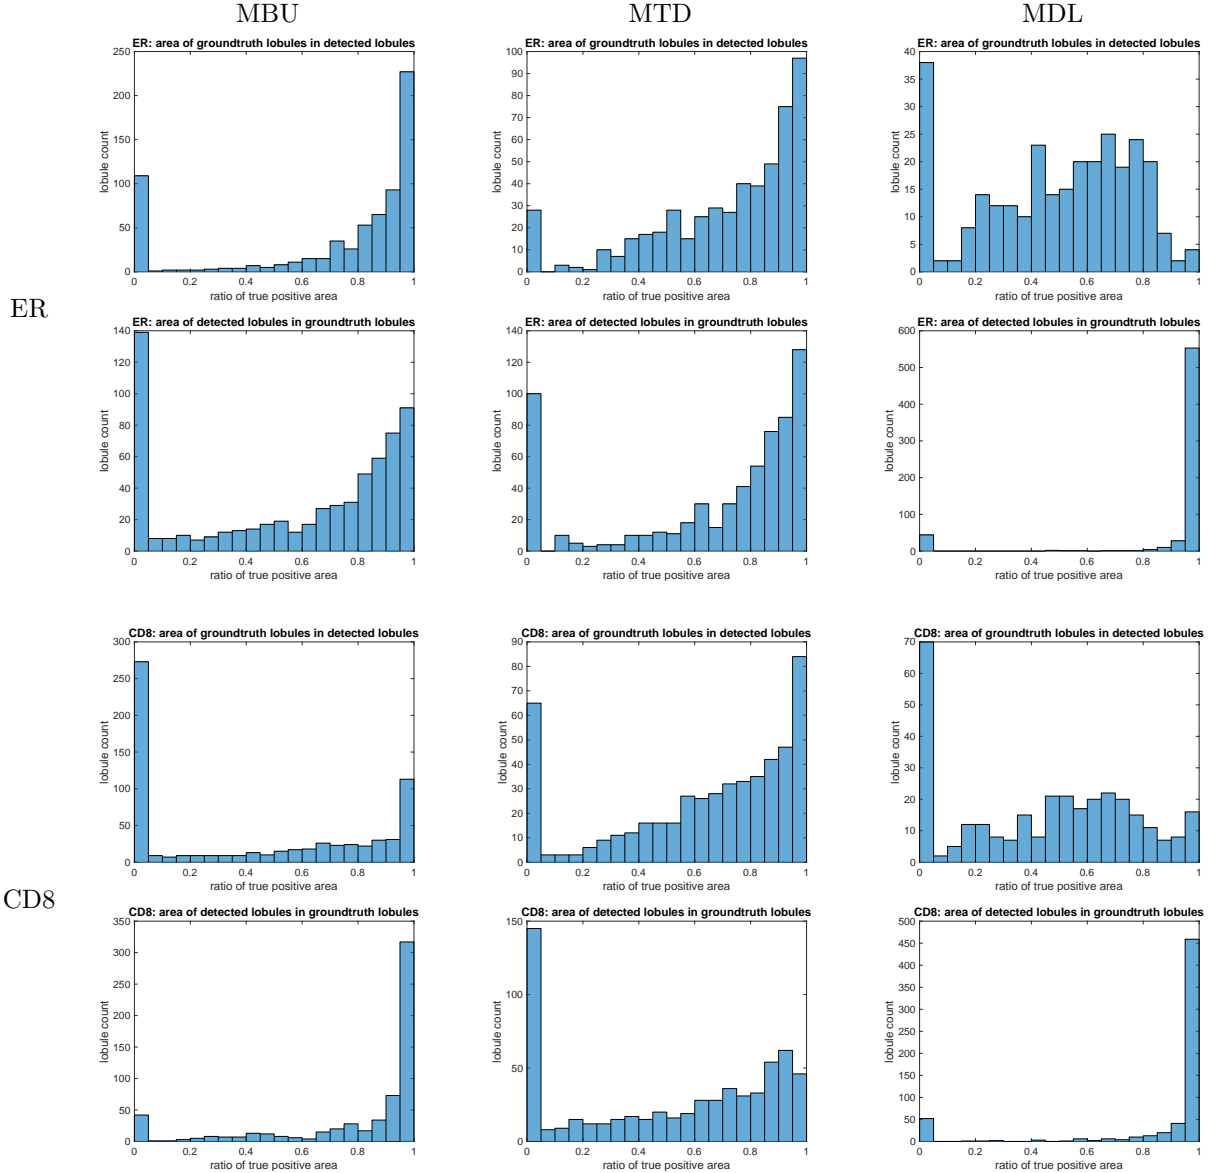 MBU MTD MDL
ER: area of groundtruth lobules in detected lobules
250
200
150
100
50
0
lobule count
0 0.2 0.4 0.6 0.8 1
ratio of true positive area
ER: area of groundtruth lobules in detected lobules
100
90
80
70
60
50
40
30
20
10
0
lobule count
0 0.2 0.4 0.6 0.8 1
ratio of true positive area
ER: area of groundtruth lobules in detected lobules
40
35
30
25
20
15
10
5
0
lobule count
0 0.2 0.4 0.6 0.8 1
ratio of true positive area
ER
ER: area of detected lobules in groundtruth lobules
140
120
100
80
60
40
20
0
lobule count
0 0.2 0.4 0.6 0.8 1
ratio of true positive area
ER: area of detected lobules in groundtruth lobules
140
120
100
80
60
40
20
0
lobule count
0 0.2 0.4 0.6 0.8 1
ratio of true positive area
ER: area of detected lobules in groundtruth lobules
600
500
400
300
200
100
0
lobule count
0 0.2 0.4 0.6 0.8 1
ratio of true positive area
CD8: area of groundtruth lobules in detected lobules
300
250
200
150
100
50
0
lobule count
0 0.2 0.4 0.6 0.8 1
ratio of true positive area
CD8: area of groundtruth lobules in detected lobules
90
80
70
60
50
40
30
20
10
0
lobule count
0 0.2 0.4 0.6 0.8 1
ratio of true positive area
CD8: area of groundtruth lobules in detected lobules
70
60
50
40
30
20
10
0
lobule count
0 0.2 0.4 0.6 0.8 1
ratio of true positive area
CD8
CD8: area of detected lobules in groundtruth lobules
350
300
250
200
150
100
50
0
lobule count
0 0.2 0.4 0.6 0.8 1
ratio of true positive area
CD8: area of detected lobules in groundtruth lobules
150
100
50
0
lobule count
0 0.2 0.4 0.6 0.8 1
ratio of true positive area
CD8: area of detected lobules in groundtruth lobules
500
450
400
350
300
250
200
150
100
50
0
lobule count
0 0.2 0.4 0.6 0.8 1
ratio of true positive area